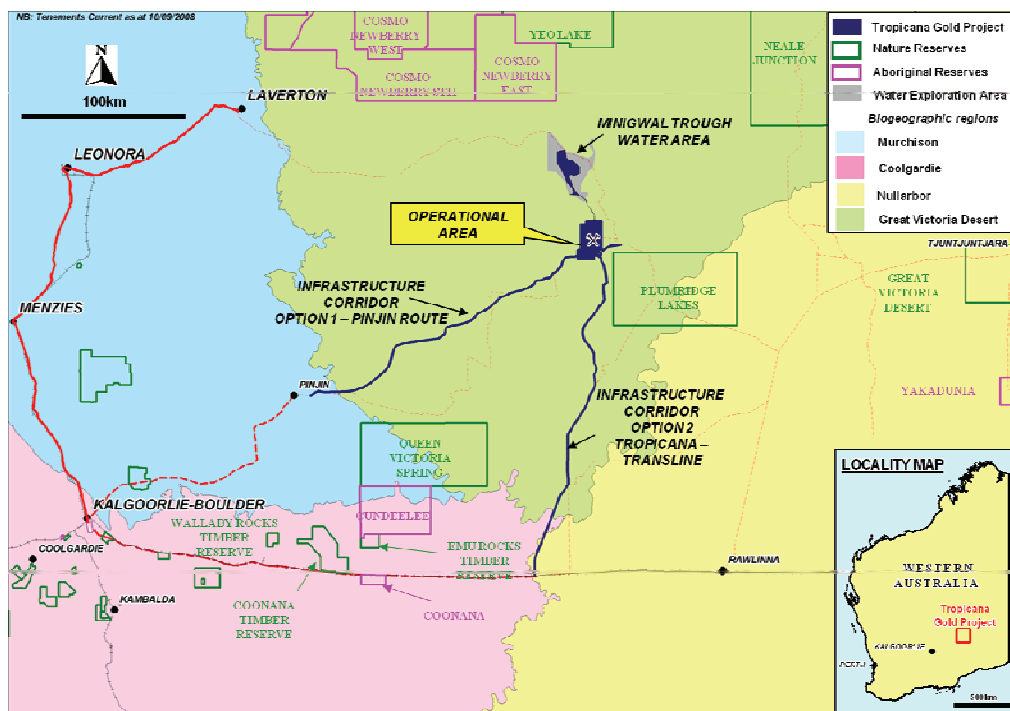 NB: Tenements Current as at 10/09/2008
N
100km
COSMO
NEWBERRY
WEST
YEO LAKE
COSMO
NEWBERRY STH
COSMO
NEWBERRY
EAST
NEALE
JUNCTION
Tropicana Gold Project
Nature Reserves
Aboriginal Reserves
Water Exploration Area
Biogeographic regions
Murchison
Coolgardie
Nullarbor
Great Victoria Desert
LAVERTON
LEONORA
MENZIES
MINIGWAL TROUGH
WATER AREA
OPERATIONAL
AREA
INFRASTRUCTURE
CORRIDOR
OPTION 1 – PINJIN ROUTE
PLUMRIDGE
LAKES
TJUNTJUNTJARA
GREAT
VICTORIA
DESERT
YAKADUNIA
PINJIN
INFRASTRUCTURE
CORRIDOR
OPTION 2
TROPICANA –
TRANSLINE
QUEEN
VICTORIA
SPRING
CUNDEELEE
KALGOORLIE-BOULDER
WALLADY ROCKS
TIMBER
RESERVE
EMU ROCKS
TIMBER
RESERVE
COOLGARDIE
KAMBALDA
COONANA
TIMBER
RESERVE
COONANA
RAWLINNA
LOCALITY MAP
WESTERN
AUSTRALIA
Tropicana
Gold Project
KALGOORLIE
PERTH
500km